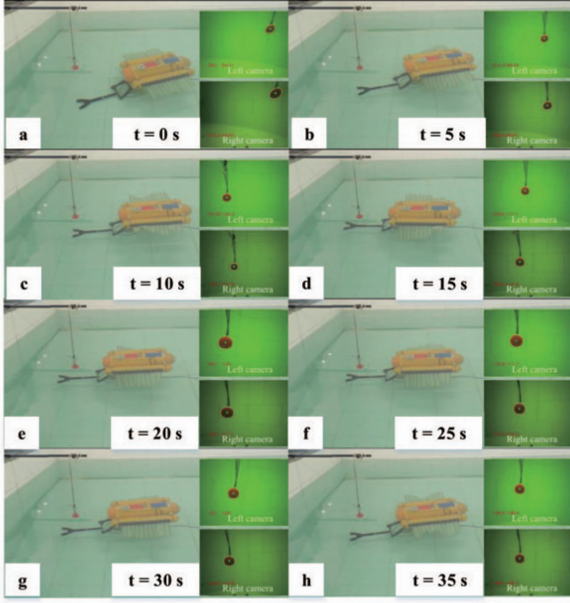 Left camera
Right camera
a
t = 0 s
Left camera
Right camera
b
t = 5 s
Left camera
Right camera
c
t = 10 s
Left camera
Right camera
d
t = 15 s
Left camera
Right camera
e
t = 20 s
Left camera
Right camera
f
t = 25 s
Left camera
Right camera
g
t = 30 s
Left camera
Right camera
h
t = 35 s